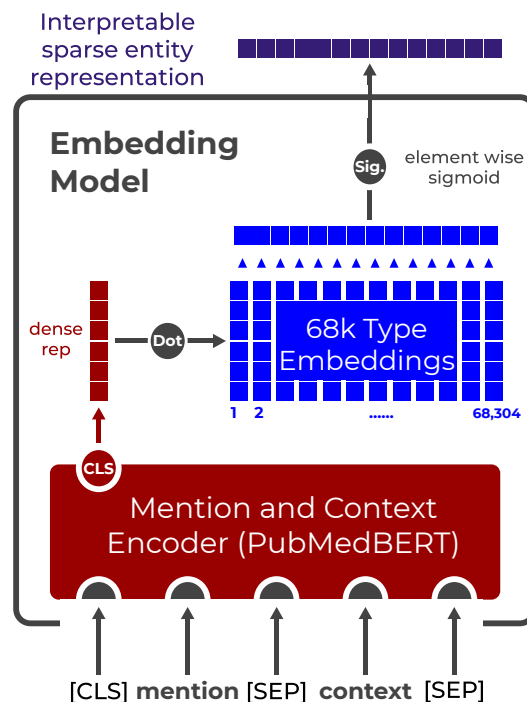 Interpretable
sparse entity
representation
Embedding
Model
Sig.
element wise
sigmoid
dense
rep
Dot
68k Type
Embeddings
1 2 ...... 68,304
CLS
Mention and Context
Encoder (PubMedBERT)
[CLS] mention [SEP] context [SEP]